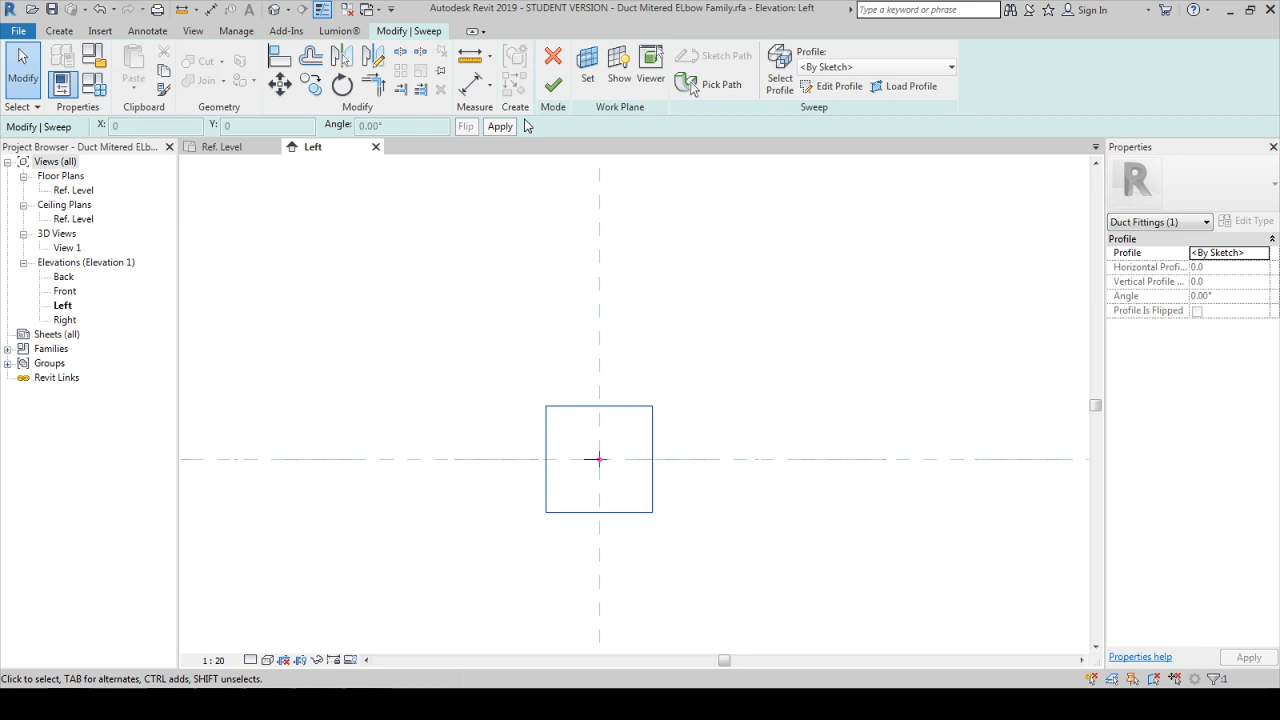 Autodesk Revit 2019 - STUDENT VERSION - Duct Mitered ELbow Family.rfa - Elevation: Left
Type a keyword or phrase
Sign In
File Create Insert Annotate View Manage Add-Ins Lumion® Modify | Sweep
Modify
Paste
Cut
Join
Set Show Viewer
Sketch Path
Pick Path
Select Profile
Profile:
<By Sketch>
Edit Profile Load Profile
Select Properties Clipboard Geometry Modify Measure Create Mode Work Plane Sweep
Modify | Sweep X: 0 Y: 0 Angle: 0.00° Flip Apply
Project Browser - Duct Mitered ELb...
Views (all)
Floor Plans
Ref. Level
Ceiling Plans
Ref. Level
3D Views
View 1
Elevations (Elevation 1)
Back
Front
Left
Right
Sheets (all)
Families
Groups
Revit Links
Ref. Level Left
1 : 20
Properties
R
Duct Fittings (1) Edit Type
Profile
Profile <By Sketch>
Horizontal Profi... 0.0
Vertical Profile ... 0.0
Angle 0.00°
Profile Is Flipped
Properties help Apply
Click to select, TAB for alternates, CTRL adds, SHIFT unselects.
:1